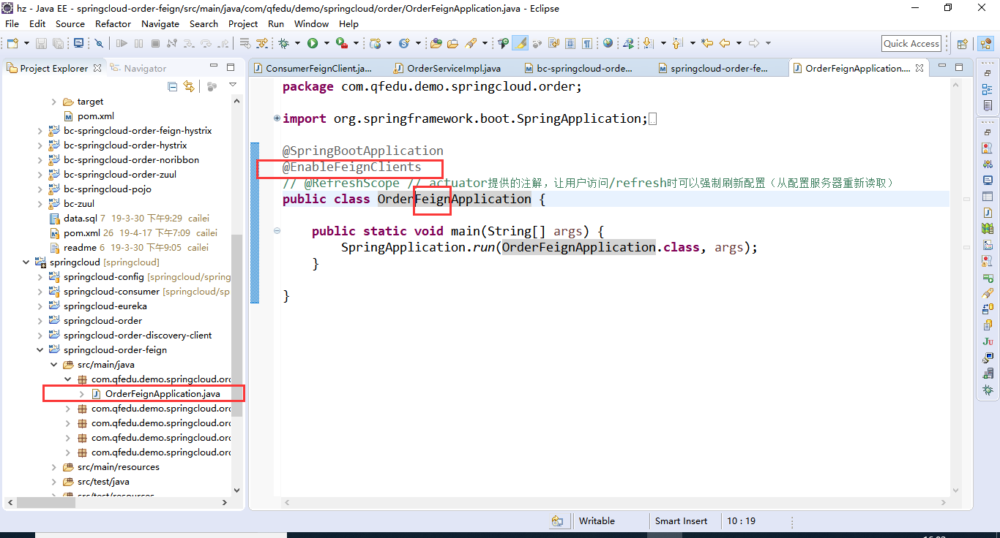 hz - Java EE - springcloud-order-feign/src/main/java/com/qfedu/demo/springcloud/order/OrderFeignApplication.java - Eclipse
File Edit Source Refactor Navigate Search Project Run Window Help
Quick Access
Project Explorer Navigator
ConsumerFeignClient.ja... OrderServiceImpl.java bc-springcloud-orde... springcloud-order-fe... OrderFeignApplication....
target
pom.xml
bc-springcloud-order-feign-hystrix
bc-springcloud-order-hystrix
bc-springcloud-order-noribbon
bc-springcloud-order-zuul
bc-springcloud-pojo
bc-zuul
data.sql 7 19-3-30 下午9:29 cailei
pom.xml 26 19-4-17 下午7:09 cailei
readme 6 19-3-30 下午9:05 cailei
springcloud [springcloud]
springcloud-config [springcloud/spring
springcloud-consumer [springcloud/sp
springcloud-eureka
springcloud-order
springcloud-order-discovery-client
springcloud-order-feign
src/main/java
com.qfedu.demo.springcloud.orc
OrderFeignApplication.java
com.qfedu.demo.springcloud.orc
com.qfedu.demo.springcloud.orc
com.qfedu.demo.springcloud.orc
com.qfedu.demo.springcloud.orc
src/main/resources
src/test/java
src/test/resources
package com.qfedu.demo.springcloud.order;
import org.springframework.boot.SpringApplication;
@SpringBootApplication
@EnableFeignClients
// @RefreshScope // actuator提供的注解，让用户访问/refresh时可以强制刷新配置（从配置服务器重新读取）
public class OrderFeignApplication {
public static void main(String[] args) {
SpringApplication.run(OrderFeignApplication.class, args);
}
}
Writable Smart Insert 10 : 19